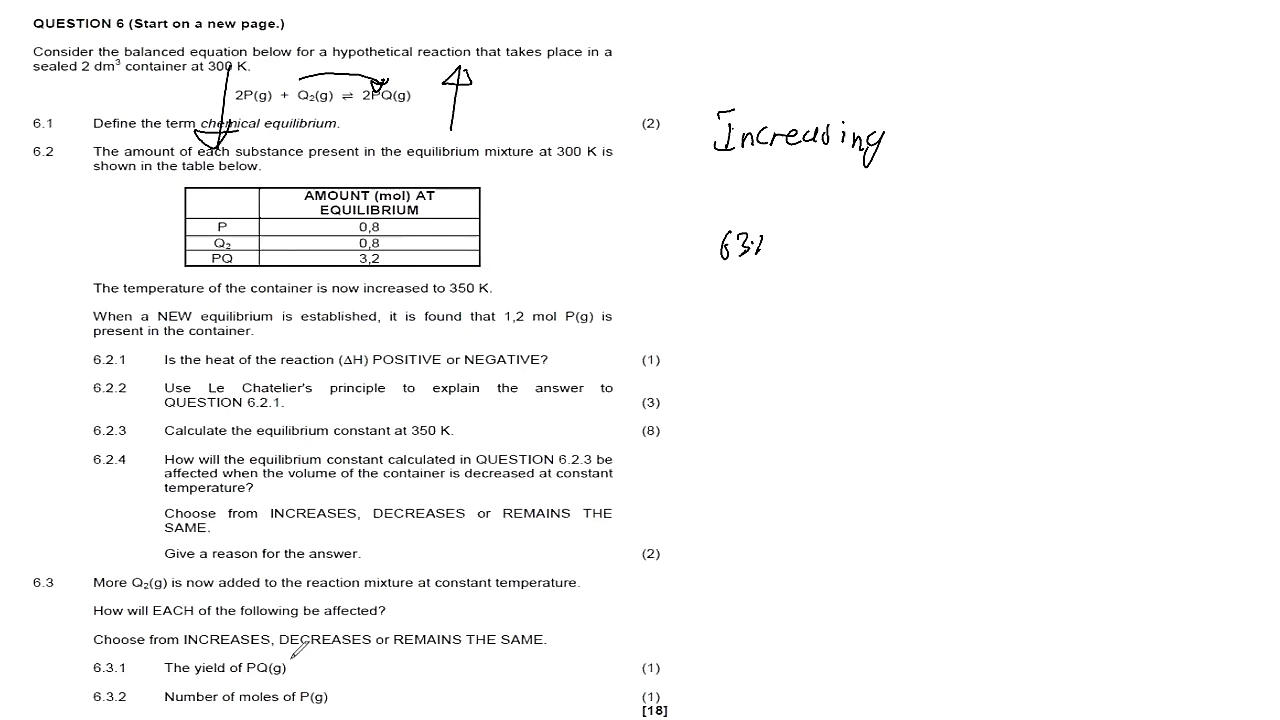 QUESTION 6 (Start on a new page.)
Consider the balanced equation below for a hypothetical reaction that takes place in a
sealed 2 dm³ container at 300 K.
2P(g) + Q₂(g) ⇌ 2PQ(g)
6.1 Define the term chemical equilibrium. (2)
6.2 The amount of each substance present in the equilibrium mixture at 300 K is
shown in the table below.
AMOUNT (mol) AT
EQUILIBRIUM
P 0,8
Q₂ 0,8
PQ 3,2
The temperature of the container is now increased to 350 K.
When a NEW equilibrium is established, it is found that 1,2 mol P(g) is
present in the container.
6.2.1 Is the heat of the reaction (ΔH) POSITIVE or NEGATIVE? (1)
6.2.2 Use Le Chatelier's principle to explain the answer to
QUESTION 6.2.1. (3)
6.2.3 Calculate the equilibrium constant at 350 K. (8)
6.2.4 How will the equilibrium constant calculated in QUESTION 6.2.3 be
affected when the volume of the container is decreased at constant
temperature?
Choose from INCREASES, DECREASES or REMAINS THE
SAME.
Give a reason for the answer. (2)
6.3 More Q₂(g) is now added to the reaction mixture at constant temperature.
How will EACH of the following be affected?
Choose from INCREASES, DECREASES or REMAINS THE SAME.
6.3.1 The yield of PQ(g) (1)
6.3.2 Number of moles of P(g) (1)
[18]
Increasing
63.1